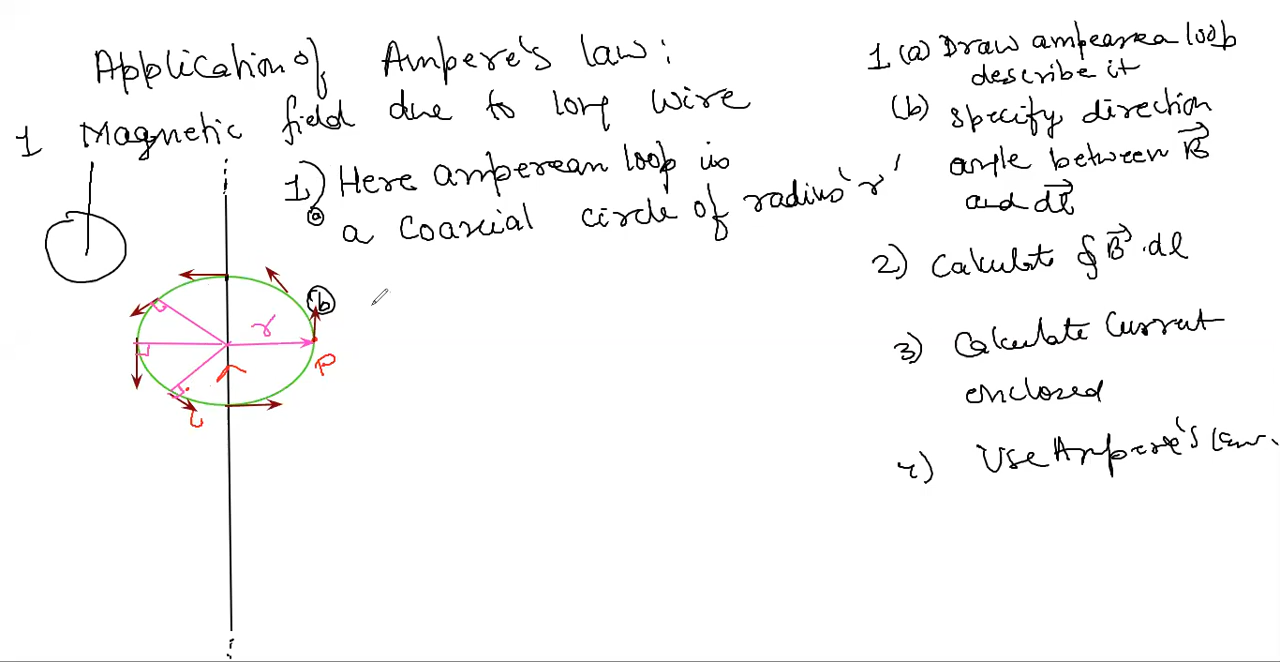 Application of Ampere's law:
1 Magnetic field due to long wire
1) Here amperean loop is
(a) a coaxial circle of radius 'r'
(b)
r
P
1 (a) Draw ampearea loop
describe it
(b) specify direction
angle between B⃗
and dl⃗
2) Calculate ∮B⃗.dl
3) Calculate Current
enclosed
4) Use Ampere's law.